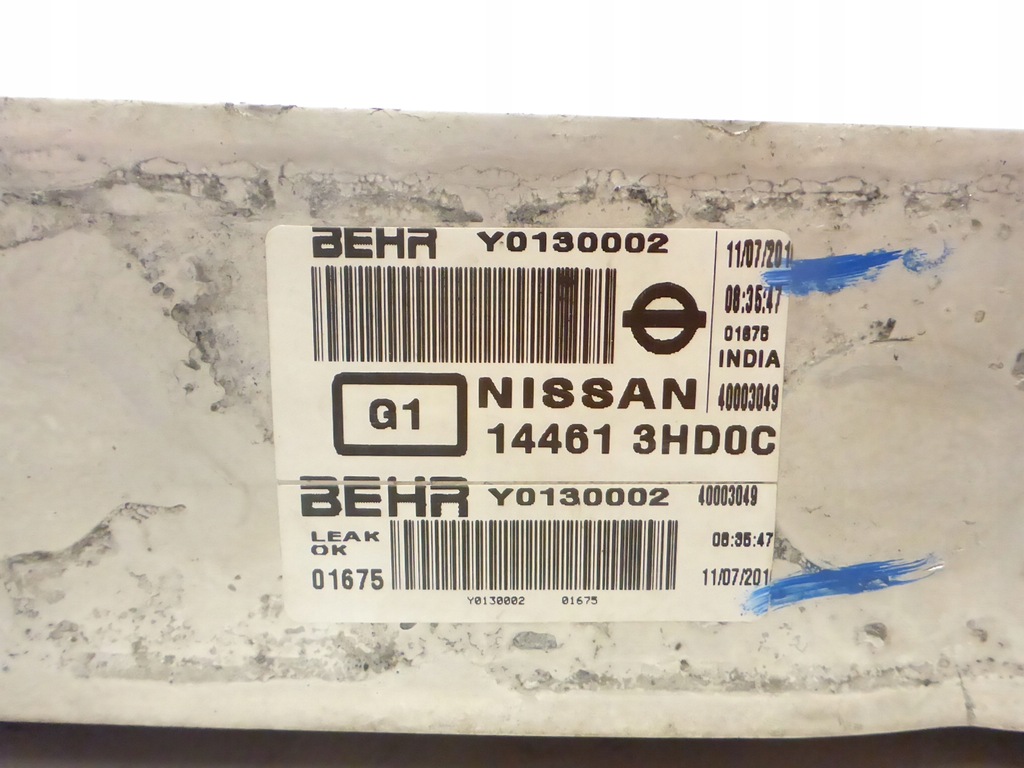 BEHR Y0130002
11/07/201
08:35:47
01675
INDIA
40003049
G1
NISSAN
14461 3HD0C
BEHR Y0130002 40003049
LEAK
OK
08:35:47
01675
11/07/201
Y0130002 01675